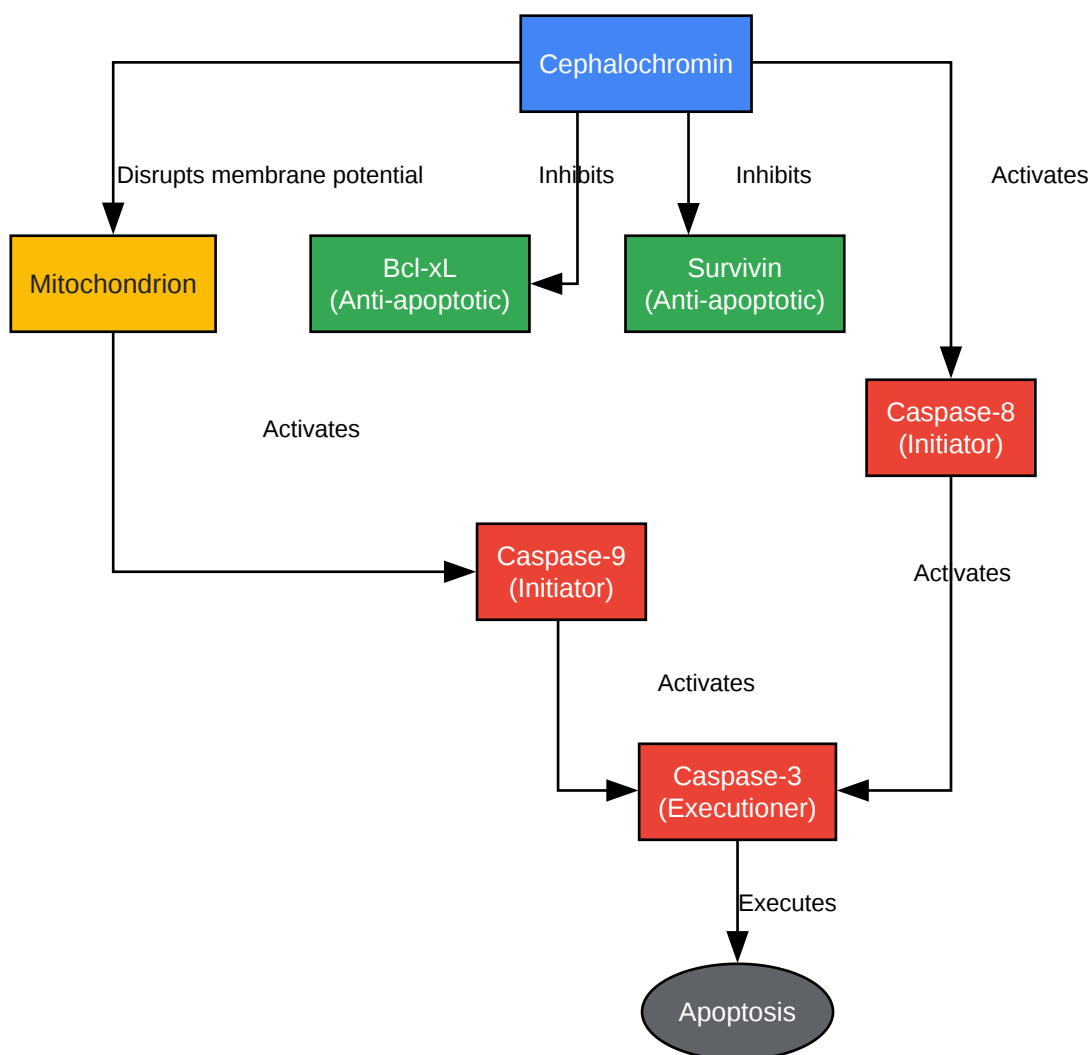 Cephalochromin
Disrupts membrane potential
Inhibits
Inhibits
Activates
Mitochondrion
Bcl-xL
(Anti-apoptotic)
Survivin
(Anti-apoptotic)
Caspase-8
(Initiator)
Activates
Caspase-9
(Initiator)
Activates
Activates
Caspase-3
(Executioner)
Executes
Apoptosis